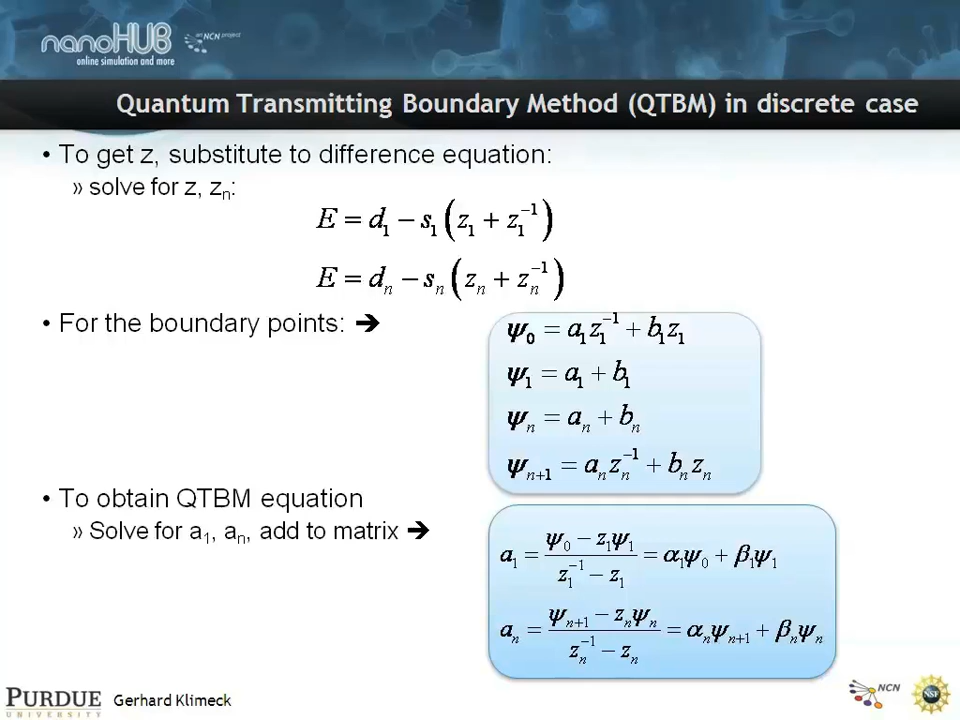 nanoHUB
an NCN project
online simulation and more
Quantum Transmitting Boundary Method (QTBM) in discrete case
• To get z, substitute to difference equation:
» solve for z, zₙ:
E = d₁ − s₁(z₁ + z₁⁻¹)
E = dₙ − sₙ(zₙ + zₙ⁻¹)
• For the boundary points: ➔
ψ₀ = a₁z₁⁻¹ + b₁z₁
ψ₁ = a₁ + b₁
ψₙ = aₙ + bₙ
ψₙ₊₁ = aₙzₙ⁻¹ + bₙzₙ
• To obtain QTBM equation
» Solve for a₁, aₙ, add to matrix ➔
a₁ = (ψ₀ − z₁ψ₁)/(z₁⁻¹ − z₁) = α₁ψ₀ + β₁ψ₁
aₙ = (ψₙ₊₁ − zₙψₙ)/(zₙ⁻¹ − zₙ) = αₙψₙ₊₁ + βₙψₙ
PURDUE
UNIVERSITY
Gerhard Klimeck
NCN
NSF